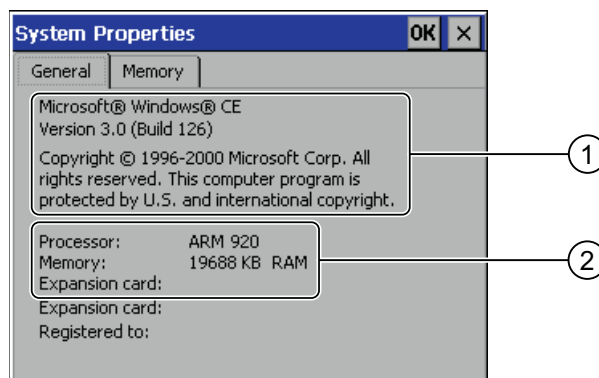 System Properties OK ×
General Memory
Microsoft® Windows® CE
Version 3.0 (Build 126)
Copyright © 1996-2000 Microsoft Corp. All
rights reserved. This computer program is
protected by U.S. and international copyright.
1
Processor: ARM 920
Memory: 19688 KB RAM
Expansion card:
2
Expansion card:
Registered to: